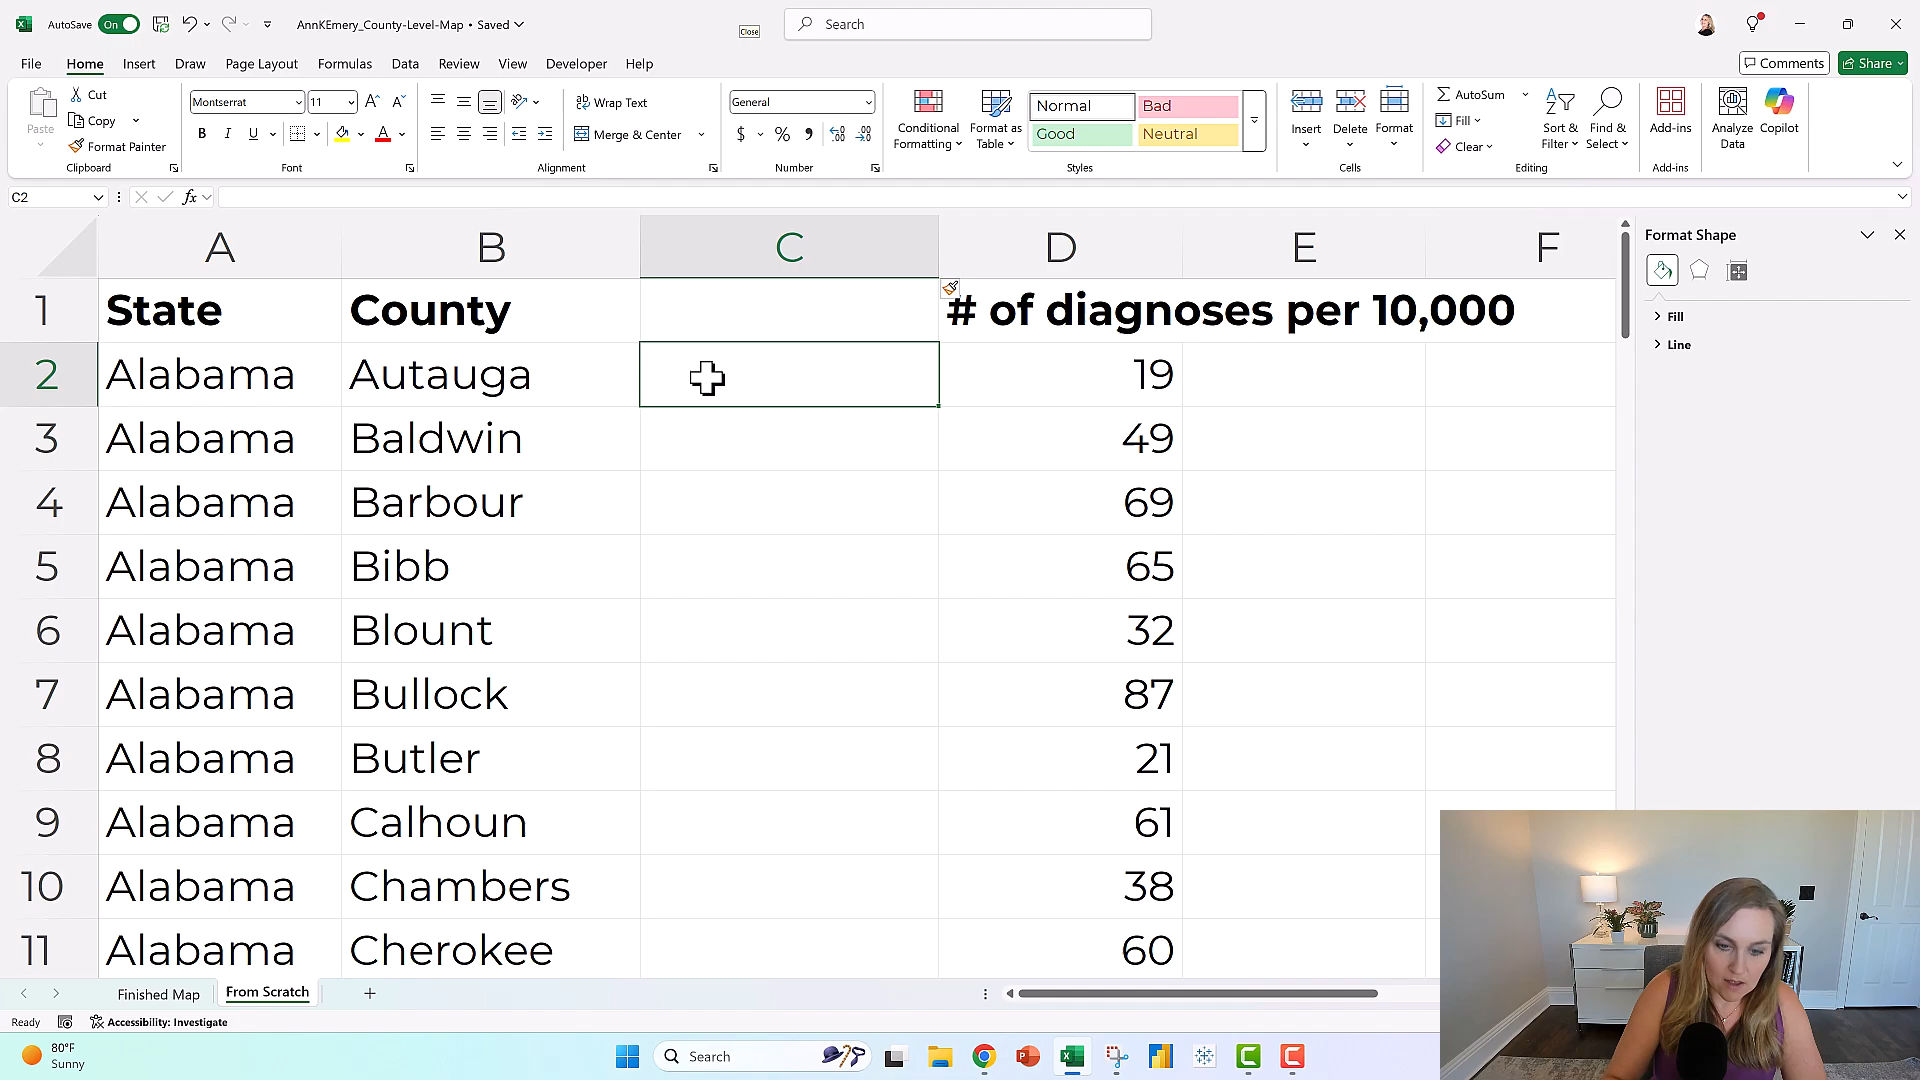 AutoSave On AnnKEmery_County-Level-Map • Saved Close Search
File Home Insert Draw Page Layout Formulas Data Review View Developer Help Comments Share
Paste Cut Copy Format Painter Clipboard
Montserrat 11 A A
B I U A Font
ab Wrap Text Merge & Center Alignment
General $ % , Number
Conditional Formatting Format as Table
Normal Bad
Good Neutral
Styles
Insert Delete Format Cells
AutoSum Fill Clear Sort & Filter Find & Select Editing
Add-ins Add-ins
Analyze Data Copilot
C2 fx
A B C D E F
1 State County # of diagnoses per 10,000
2 Alabama Autauga 19
3 Alabama Baldwin 49
4 Alabama Barbour 69
5 Alabama Bibb 65
6 Alabama Blount 32
7 Alabama Bullock 87
8 Alabama Butler 21
9 Alabama Calhoun 61
10 Alabama Chambers 38
11 Alabama Cherokee 60
Format Shape
Fill
Line
Finished Map From Scratch
Ready Accessibility: Investigate
80°F
Sunny
Search